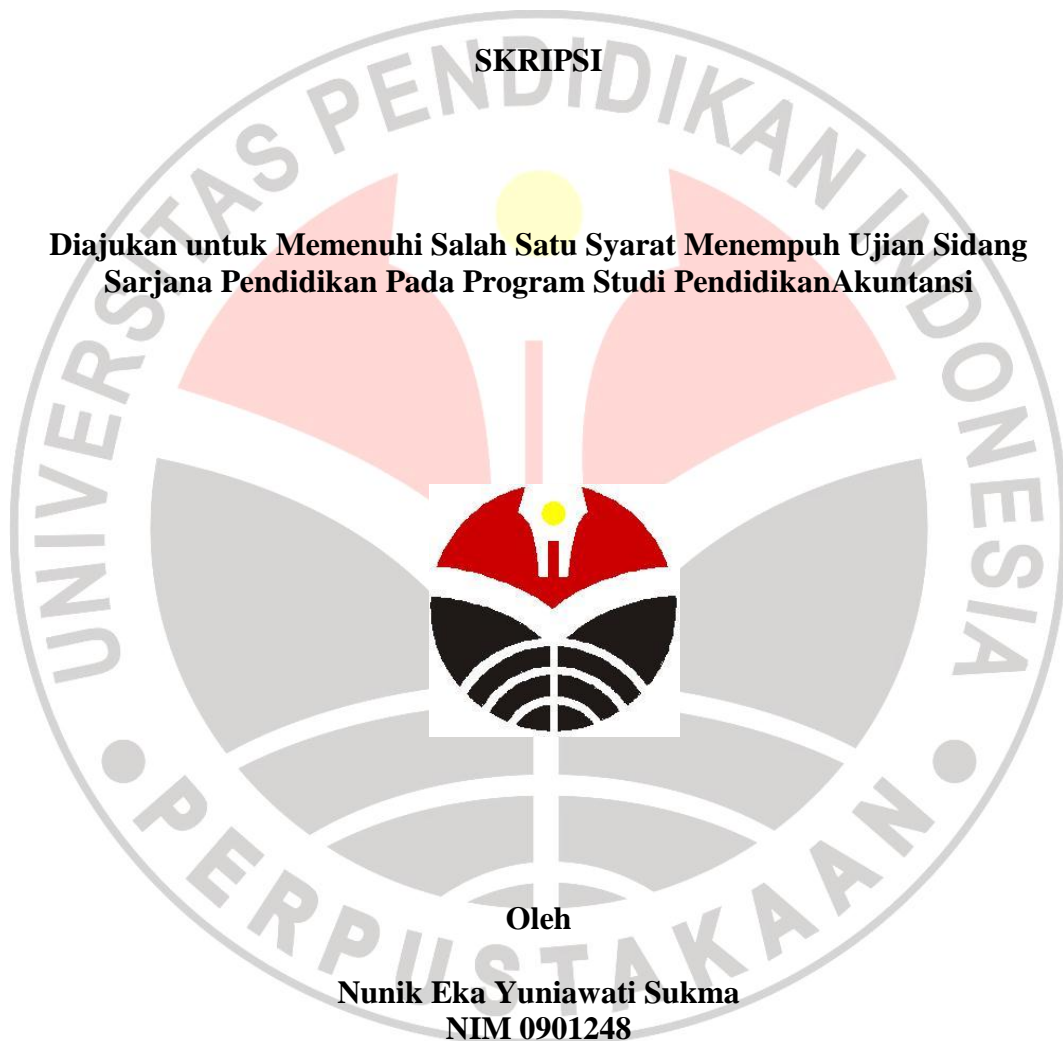 SKRIPSI
Diajukan untuk Memenuhi Salah Satu Syarat Menempuh Ujian Sidang
Sarjana Pendidikan Pada Program Studi PendidikanAkuntansi
UNIVERSITAS PENDIDIKAN INDONESIA
PERPUSTAKAAN
Oleh
Nunik Eka Yuniawati Sukma
NIM 0901248